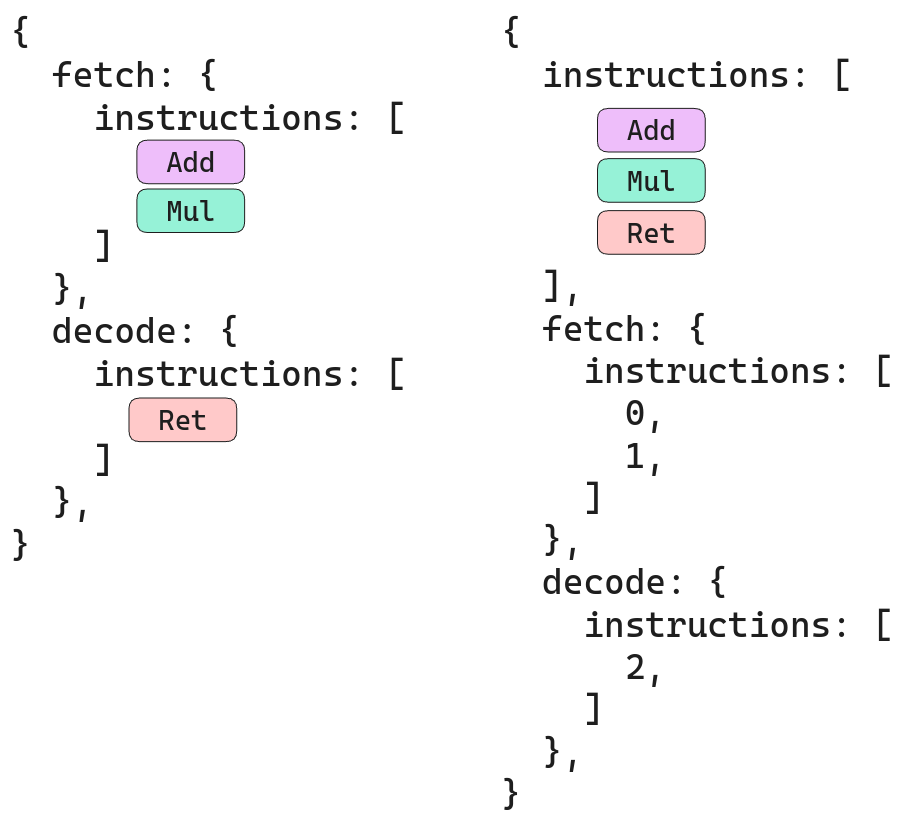 {
  fetch: {
    instructions: [
      Add
      Mul
    ]
  },
  decode: {
    instructions: [
      Ret
    ]
  },
}
{
  instructions: [
    Add
    Mul
    Ret
  ],
  fetch: {
    instructions: [
      0,
      1,
    ]
  },
  decode: {
    instructions: [
      2,
    ]
  },
}